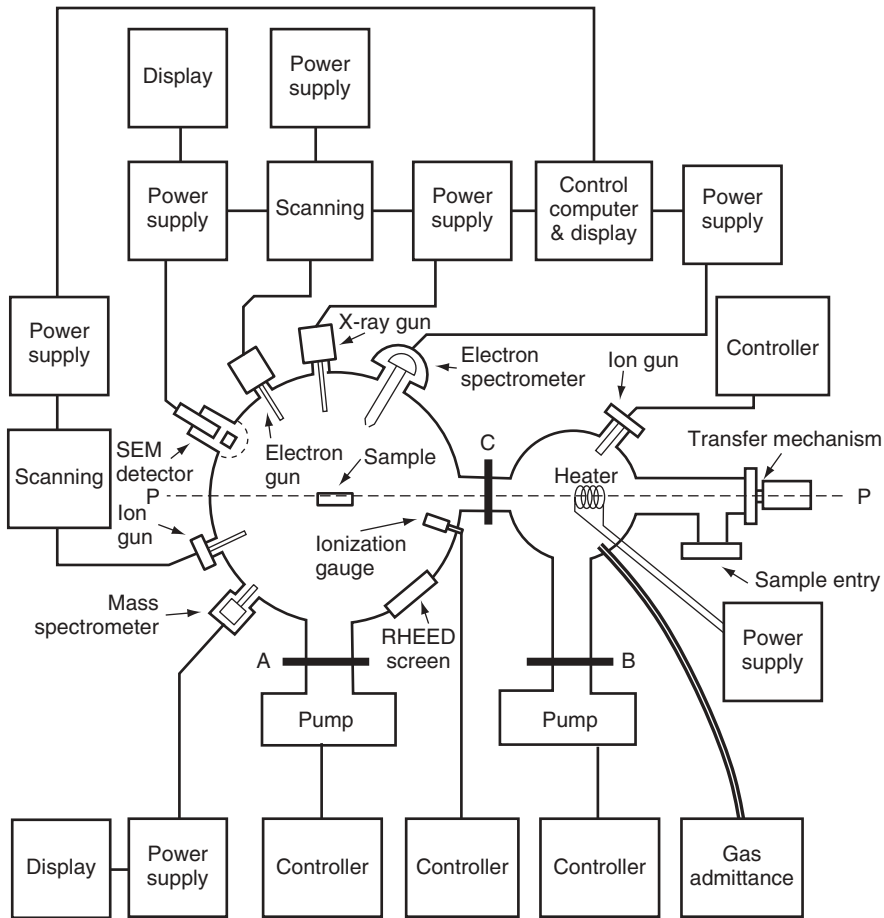 Display
Power
supply
Power
supply
Scanning
Power
supply
Control
computer
& display
Power
supply
Power
supply
X-ray gun
Electron
spectrometer
Ion gun
Controller
SEM
detector
Electron
gun
C
Transfer mechanism
Scanning
Sample
Heater
P
P
Ion
gun
Ionization
gauge
Sample entry
Mass
spectrometer
RHEED
screen
Power
supply
A
B
Pump
Pump
Display
Power
supply
Controller
Controller
Controller
Gas
admittance